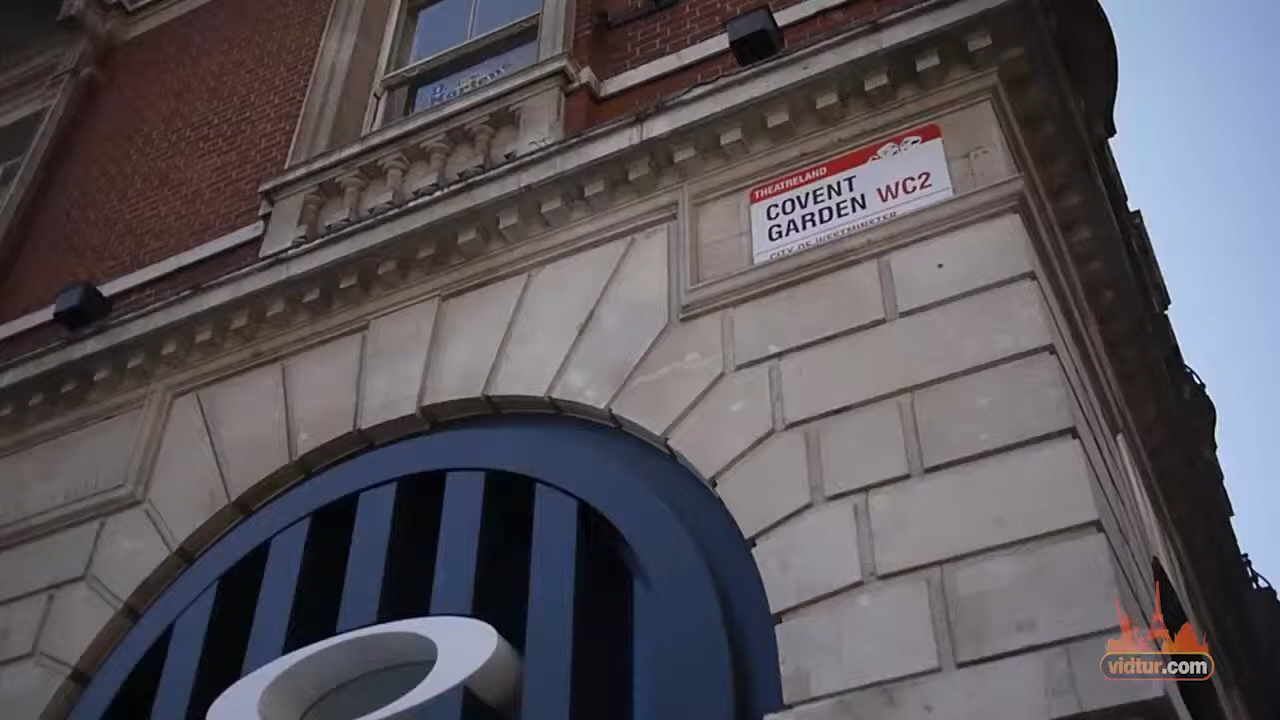 THEATRELAND
COVENT
GARDEN WC2
CITY OF WESTMINSTER
vidtur.com